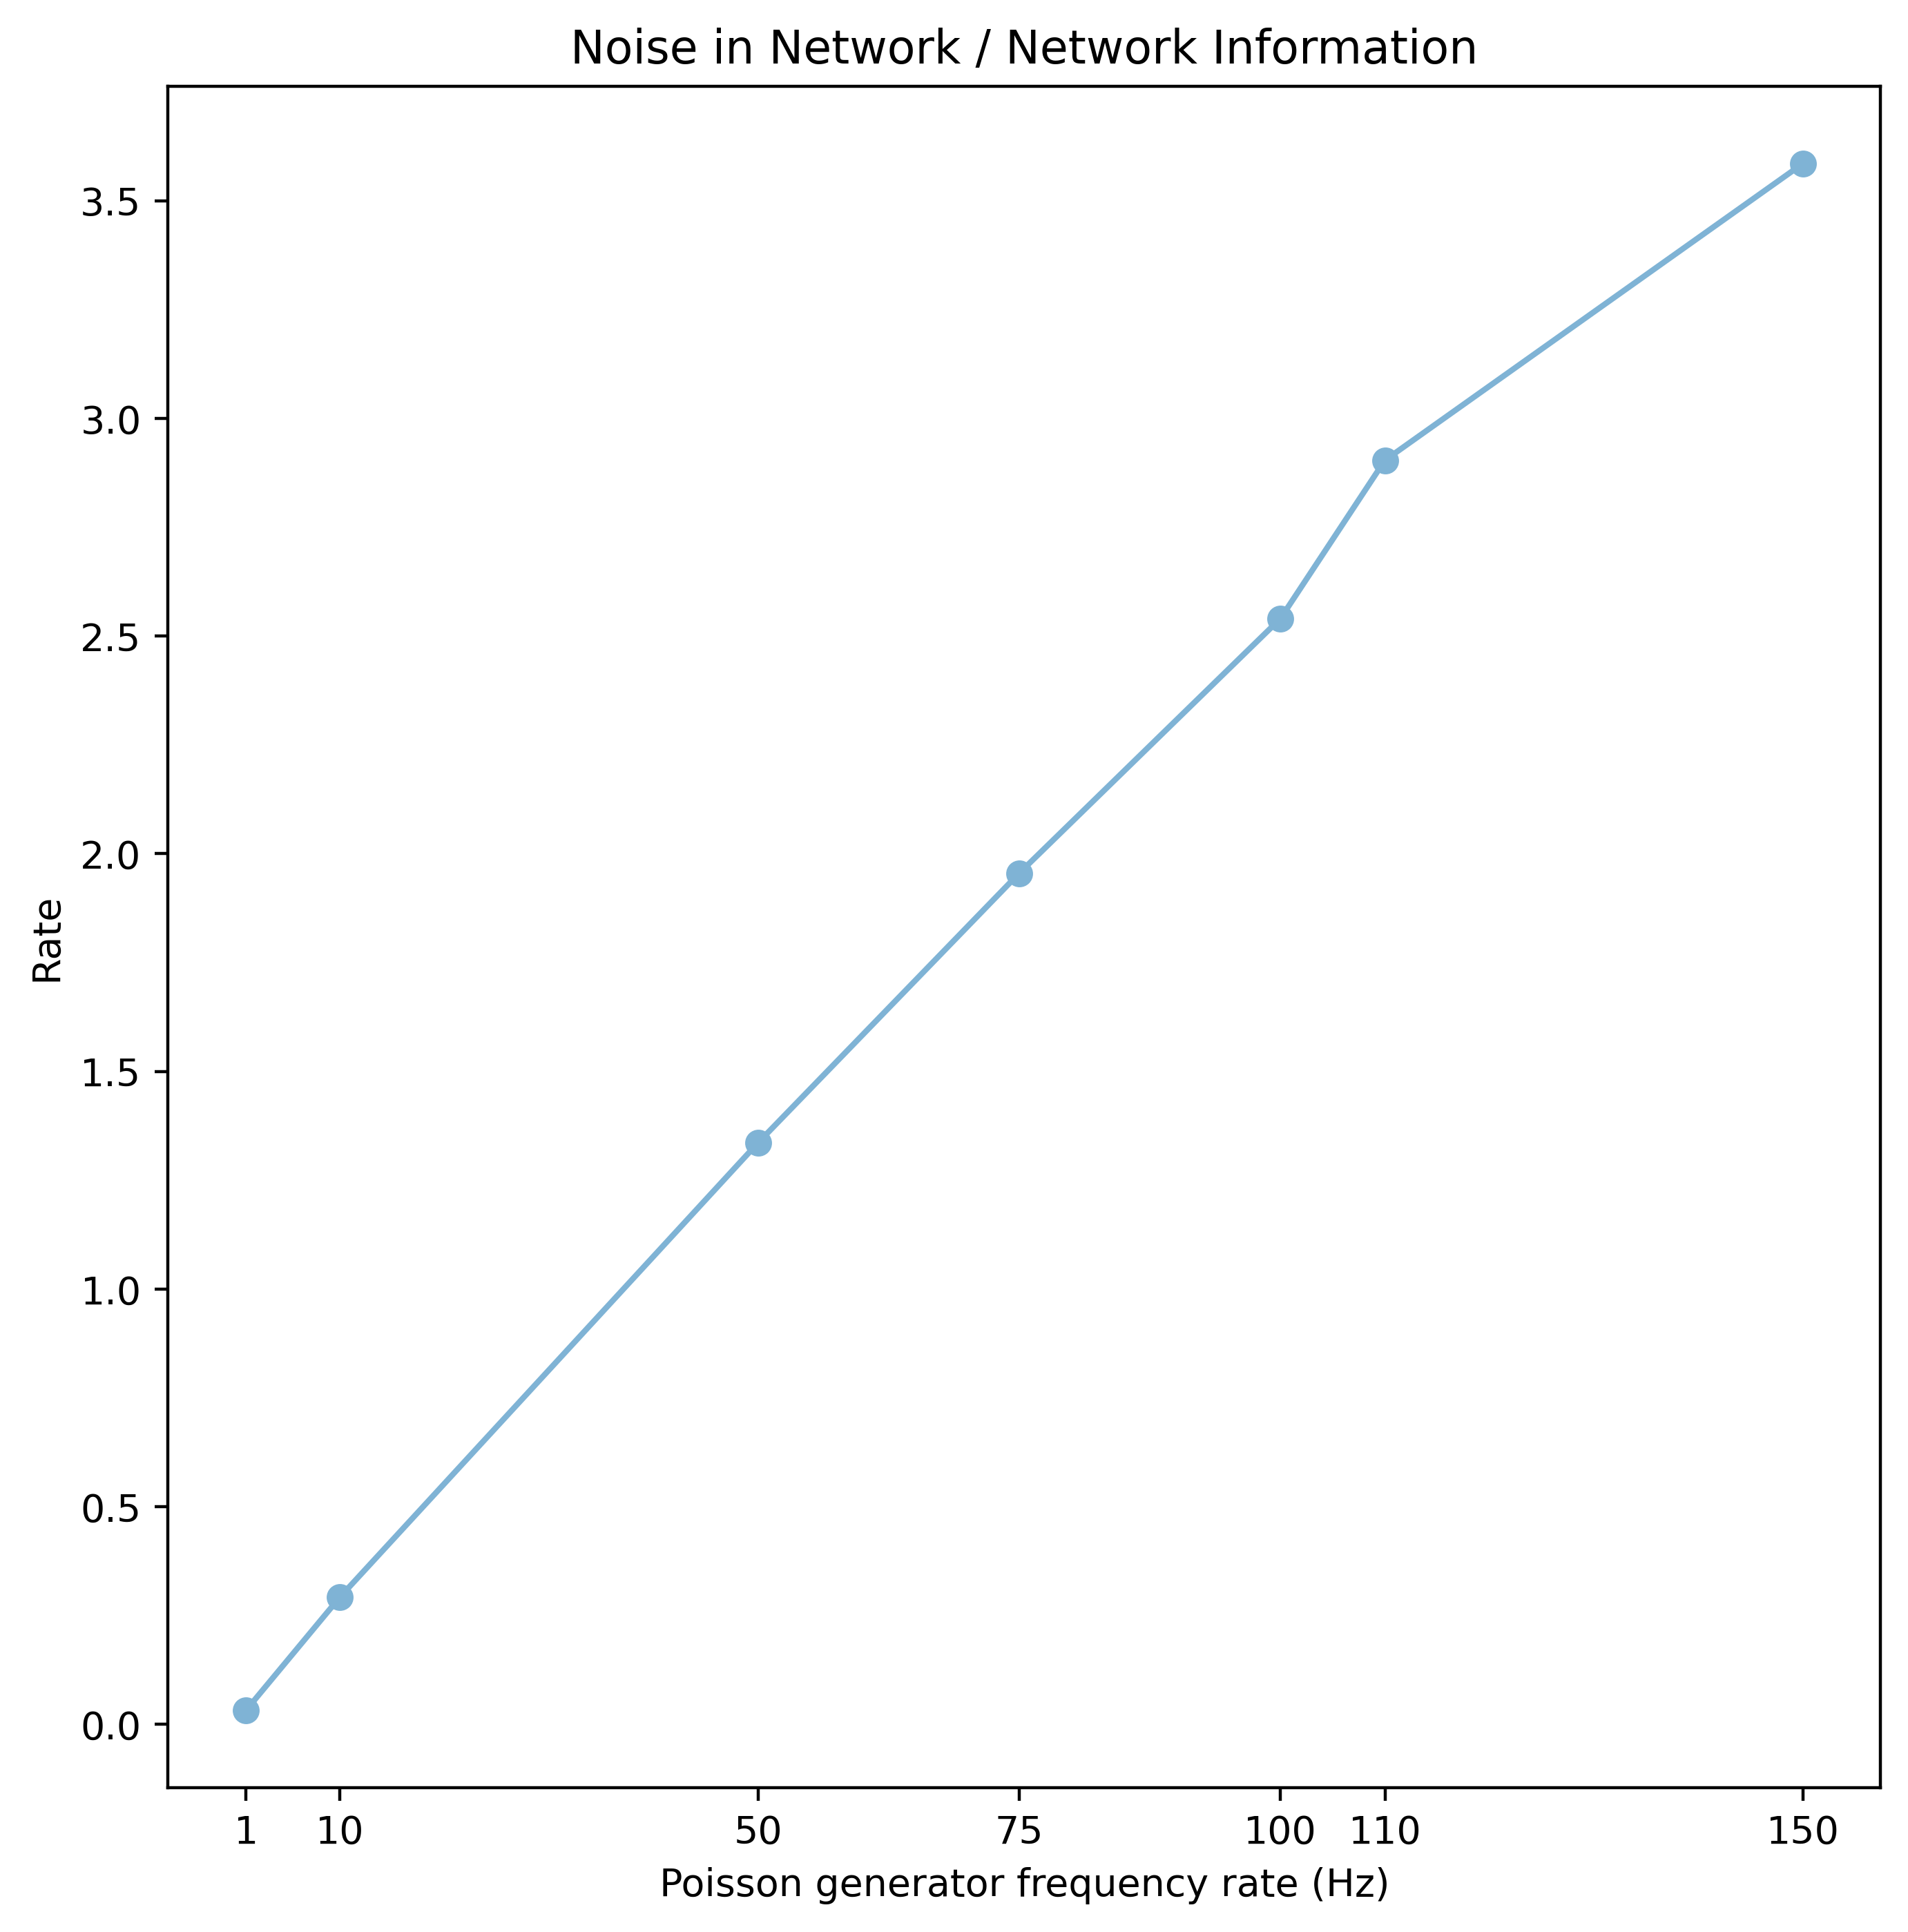 Noise in Network / Network Information
3.5
3.0
2.5
2.0
1.5
1.0
0.5
0.0
Rate
1 10 50 75 100 110 150
Poisson generator frequency rate (Hz)